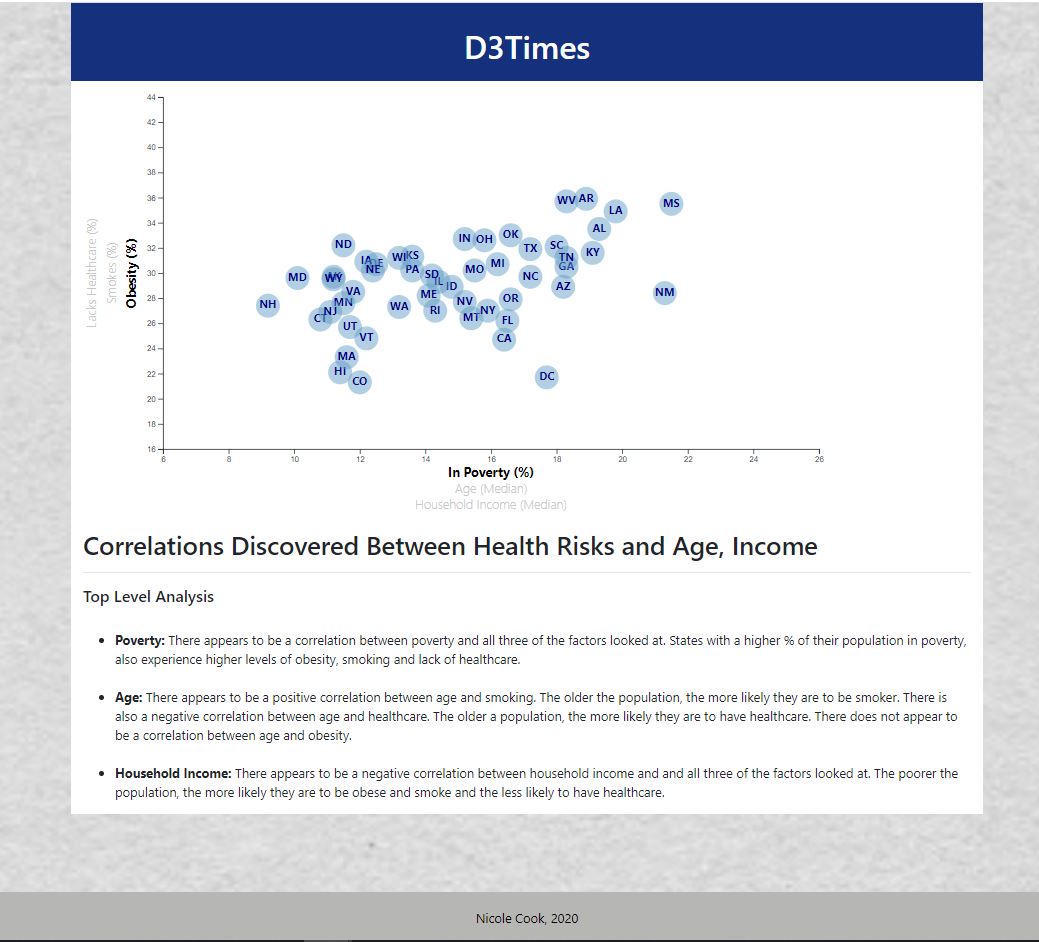 D3Times
44
42
40
38
36
34
32
30
28
26
24
22
20
18
16
Lacks Healthcare (%)
Smokes (%)
Obesity (%)
WV AR
MS
LA
AL
ND
IN OH OK
SC
TX
KY
WI KS
TN
IA DE
NE
PA
MO MI
GA
MD
WY
SD
IL ID
NC
AZ
NM
VA
ME
NH
MN
WA
NV
OR
CT NJ
RI
MT NY
FL
UT
VT
CA
MA
HI
CO
DC
6 8 10 12 14 16 18 20 22 24 26
In Poverty (%)
Age (Median)
Household Income (Median)
Correlations Discovered Between Health Risks and Age, Income
Top Level Analysis
• Poverty: There appears to be a correlation between poverty and all three of the factors looked at. States with a higher % of their population in poverty,
also experience higher levels of obesity, smoking and lack of healthcare.
• Age: There appears to be a positive correlation between age and smoking. The older the population, the more likely they are to be smoker. There is
also a negative correlation between age and healthcare. The older a population, the more likely they are to have healthcare. There does not appear to
be a correlation between age and obesity.
• Household Income: There appears to be a negative correlation between household income and and all three of the factors looked at. The poorer the
population, the more likely they are to be obese and smoke and the less likely to have healthcare.
Nicole Cook, 2020